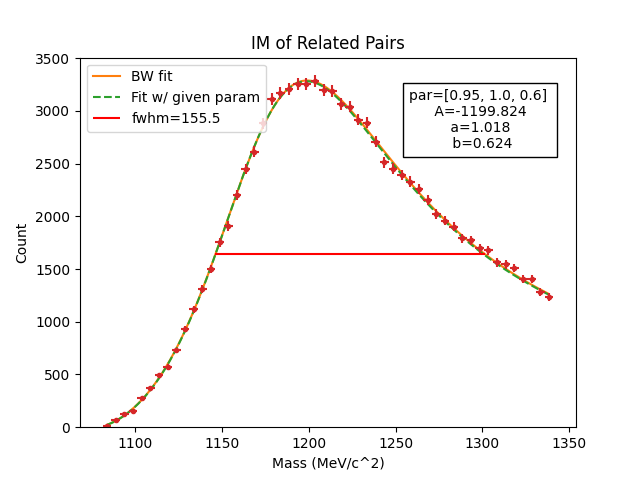 IM of Related Pairs
BW fit
Fit w/ given param
fwhm=155.5
par=[0.95, 1.0, 0.6]
A=-1199.824
a=1.018
b=0.624
Count
3500
3000
2500
2000
1500
1000
500
0
1100 1150 1200 1250 1300 1350
Mass (MeV/c^2)